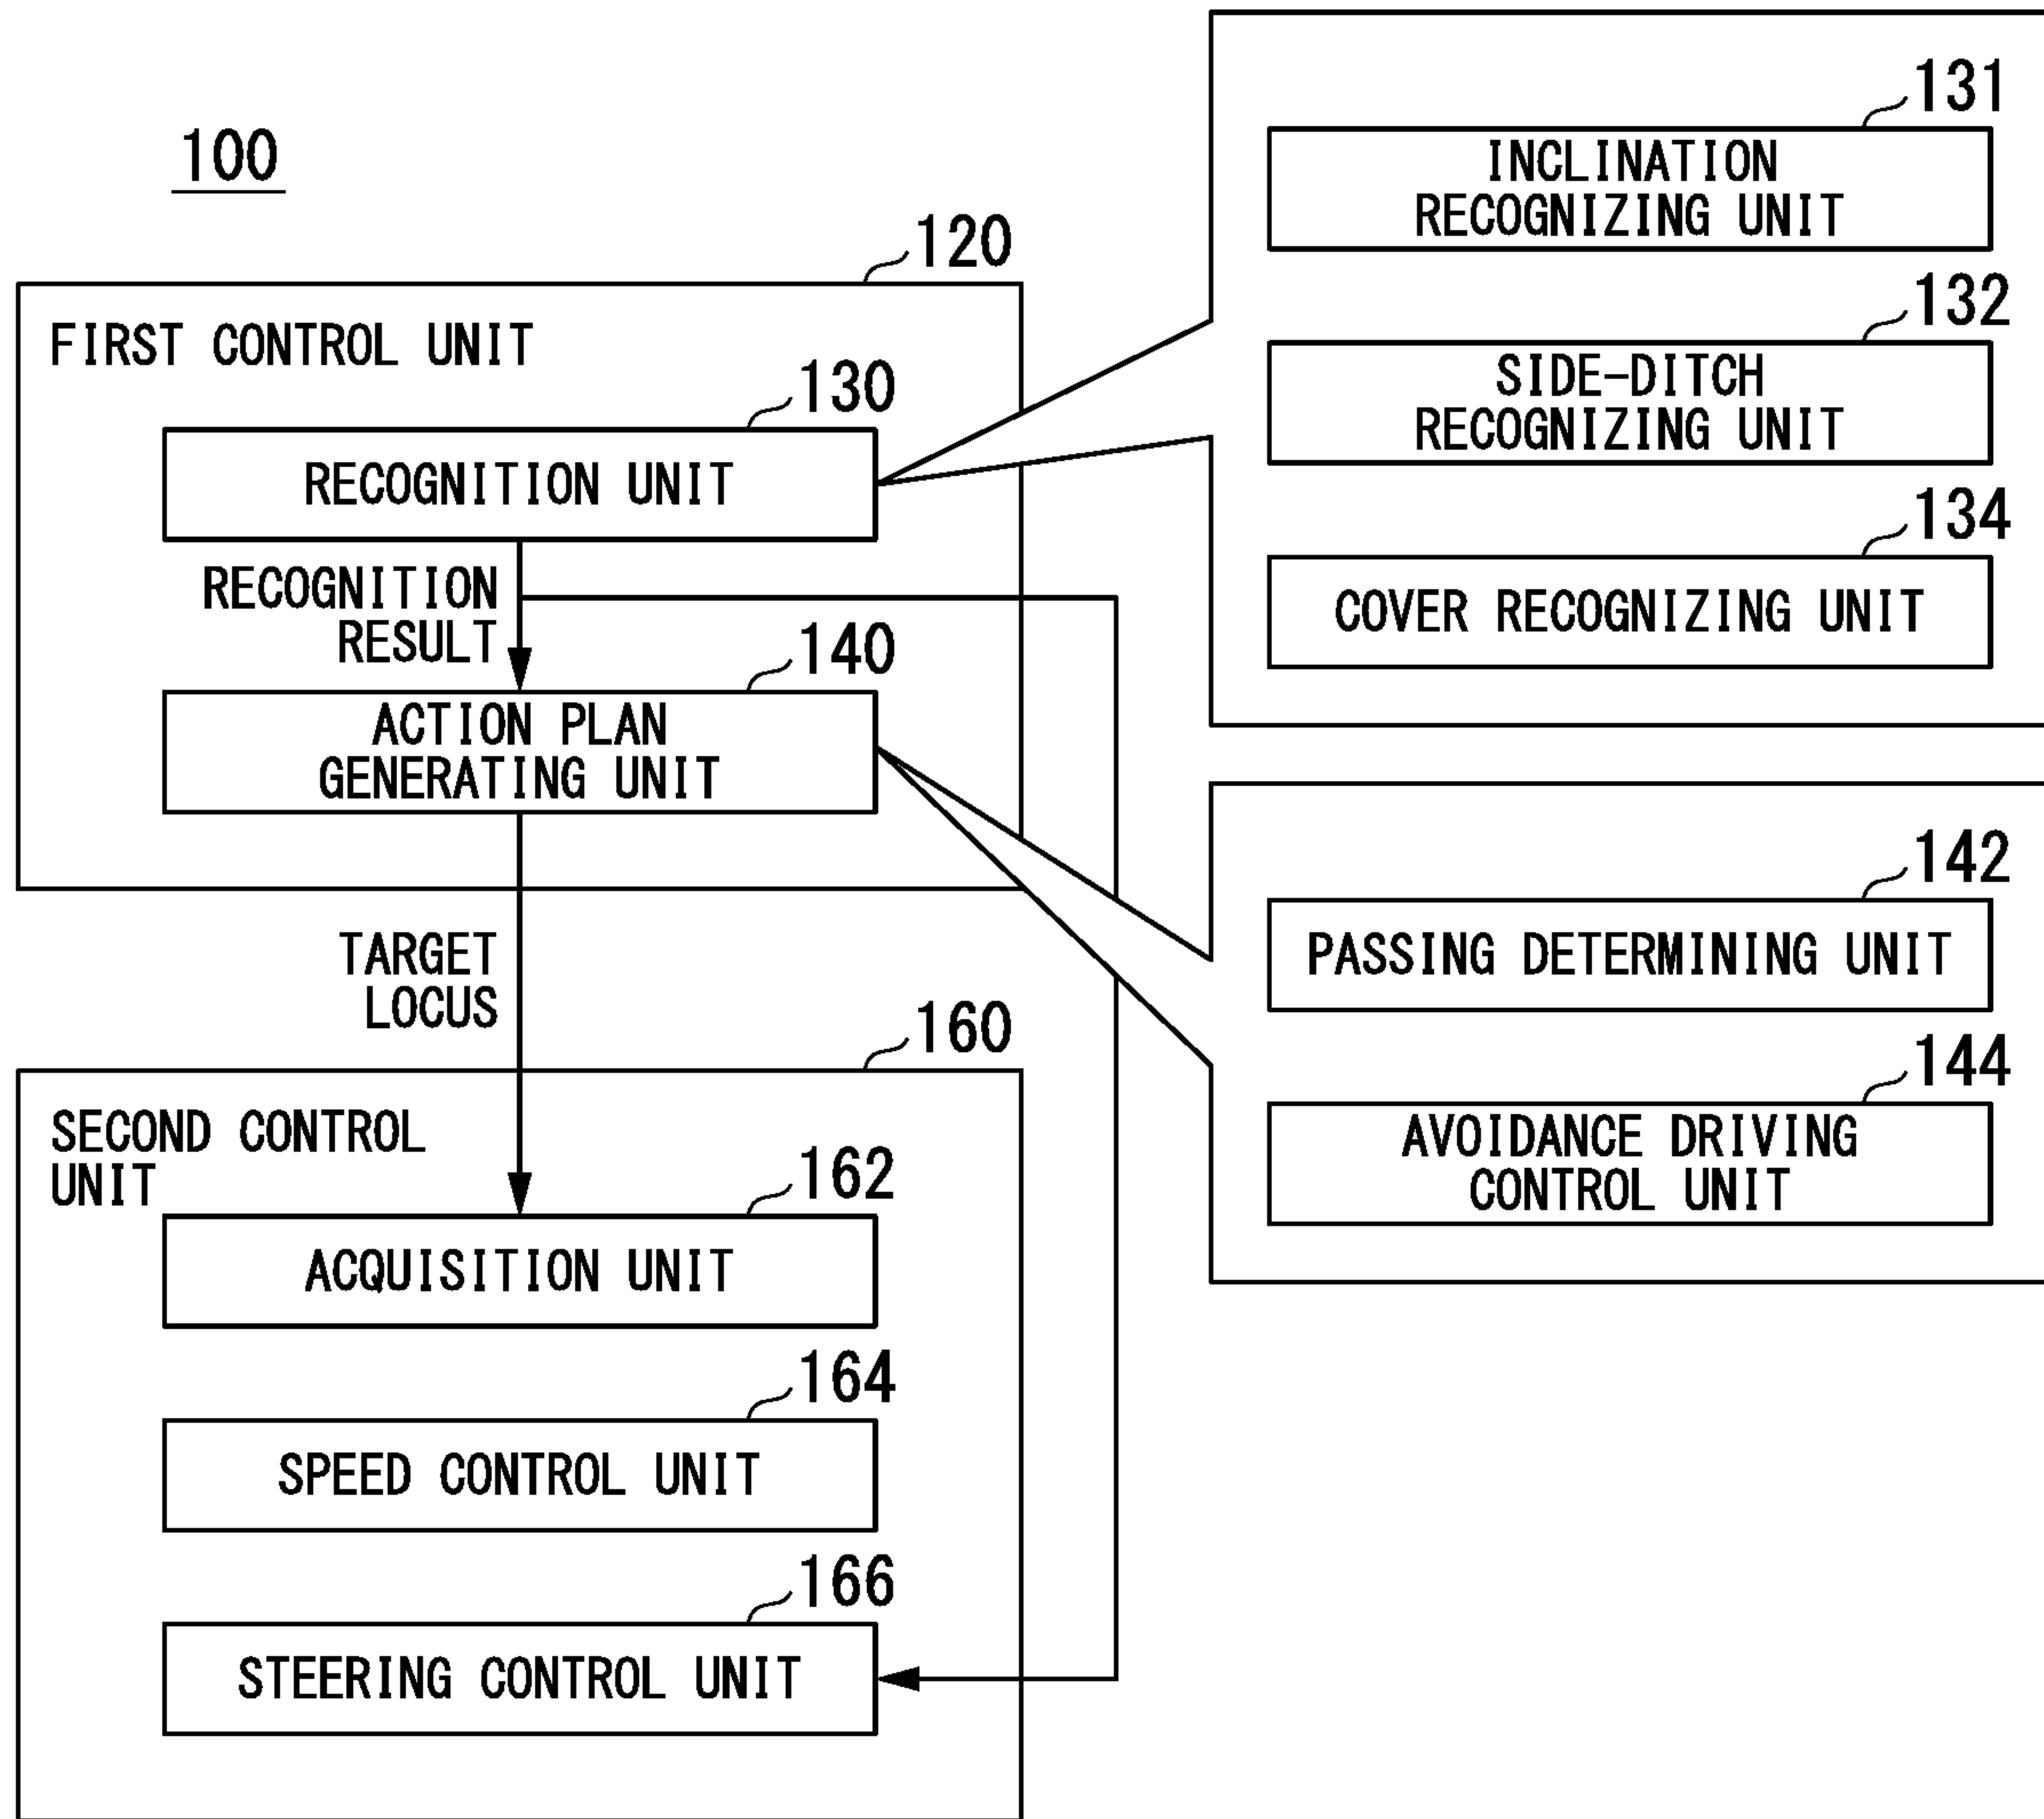 100
120
FIRST CONTROL UNIT
130
RECOGNITION UNIT
RECOGNITION
RESULT
140
ACTION PLAN
GENERATING UNIT
TARGET
LOCUS
160
SECOND CONTROL
UNIT
162
ACQUISITION UNIT
164
SPEED CONTROL UNIT
166
STEERING CONTROL UNIT
131
INCLINATION
RECOGNIZING UNIT
132
SIDE-DITCH
RECOGNIZING UNIT
134
COVER RECOGNIZING UNIT
142
PASSING DETERMINING UNIT
144
AVOIDANCE DRIVING
CONTROL UNIT